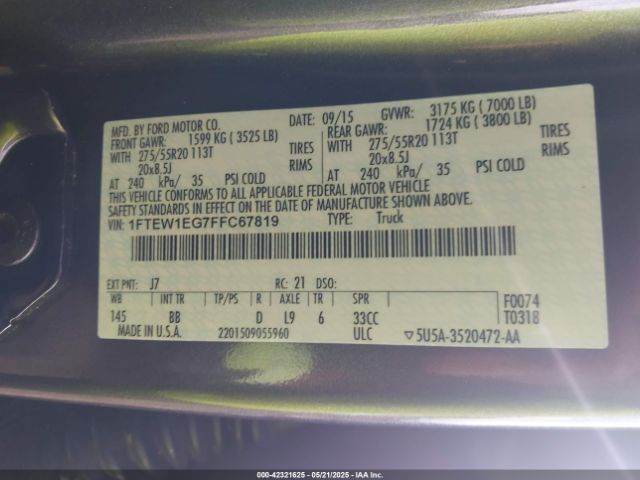 MFD. BY FORD MOTOR CO. DATE: 09/15 GVWR: 3175 KG ( 7000 LB)
FRONT GAWR: 1599 KG ( 3525 LB) REAR GAWR: 1724 KG ( 3800 LB)
WITH 275/55R20 113T TIRES WITH 275/55R20 113T TIRES
20x8.5J RIMS 20x8.5J RIMS
AT 240 kPa/ 35 PSI COLD AT 240 kPa/ 35 PSI COLD
THIS VEHICLE CONFORMS TO ALL APPLICABLE FEDERAL MOTOR VEHICLE
SAFETY STANDARDS IN EFFECT ON THE DATE OF MANUFACTURE SHOWN ABOVE.
VIN: 1FTEW1EG7FFC67819 TYPE: Truck
EXT PNT: J7 RC: 21 DSO:
WB INT TR TP/PS R AXLE TR SPR F0074
145 BB D L9 6 33CC T0318
MADE IN U.S.A. 2201509055960 ULC ▽5U5A-3520472-AA
000-42321625 - 05/21/2025 - IAA Inc.